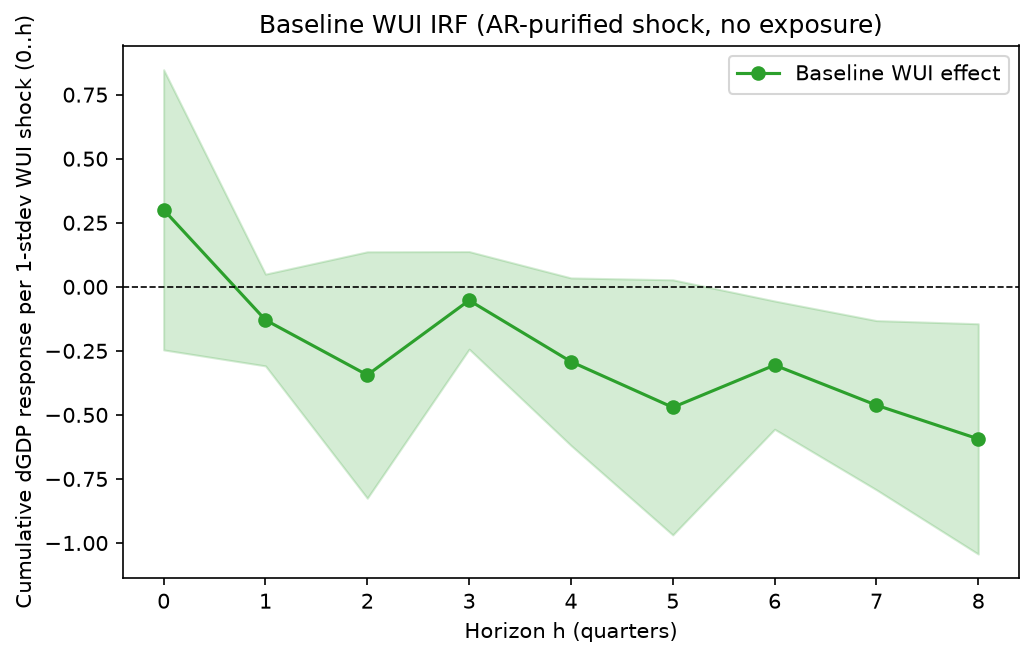 Baseline WUI IRF (AR-purified shock, no exposure)
Baseline WUI effect
Cumulative dGDP response per 1-stdev WUI shock (0..h)
0.75
0.50
0.25
0.00
−0.25
−0.50
−0.75
−1.00
0 1 2 3 4 5 6 7 8
Horizon h (quarters)